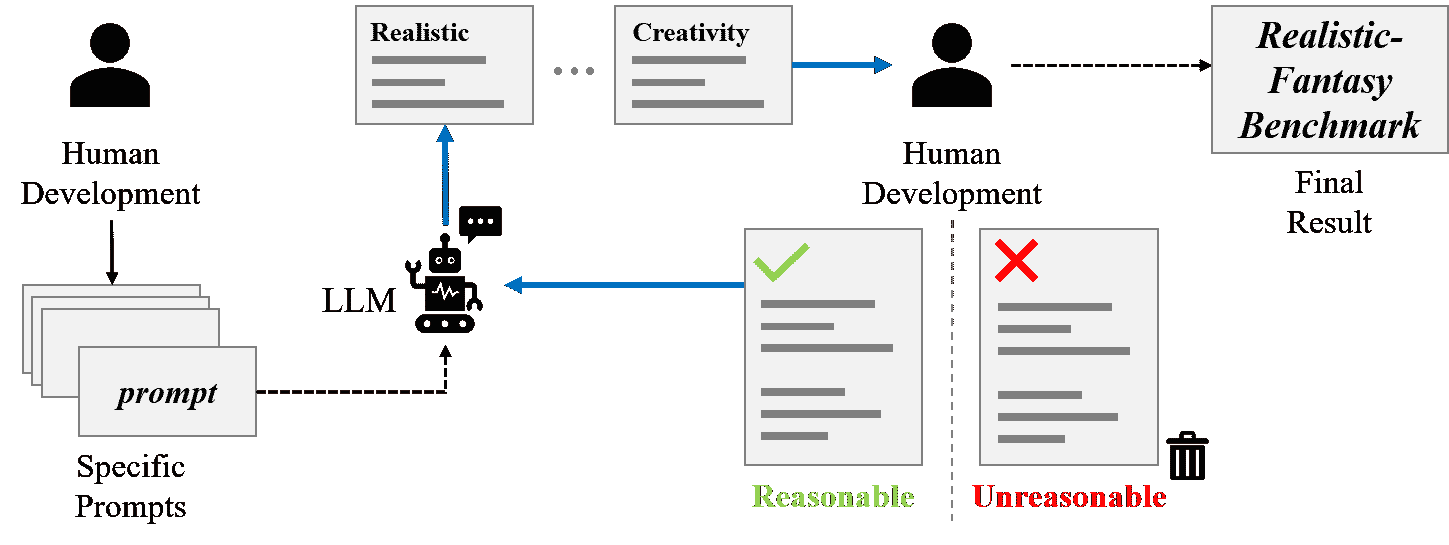 Human
Development
prompt
Specific
Prompts
LLM
Realistic
Creativity
Human
Development
Reasonable
Unreasonable
Realistic-
Fantasy
Benchmark
Final
Result